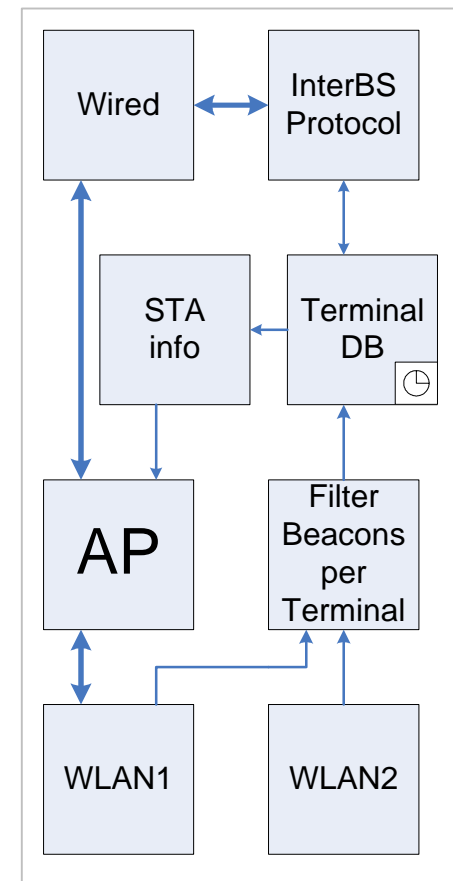 Wired
InterBS
Protocol
STA
info
Terminal
DB
AP
Filter
Beacons
per
Terminal
WLAN1
WLAN2